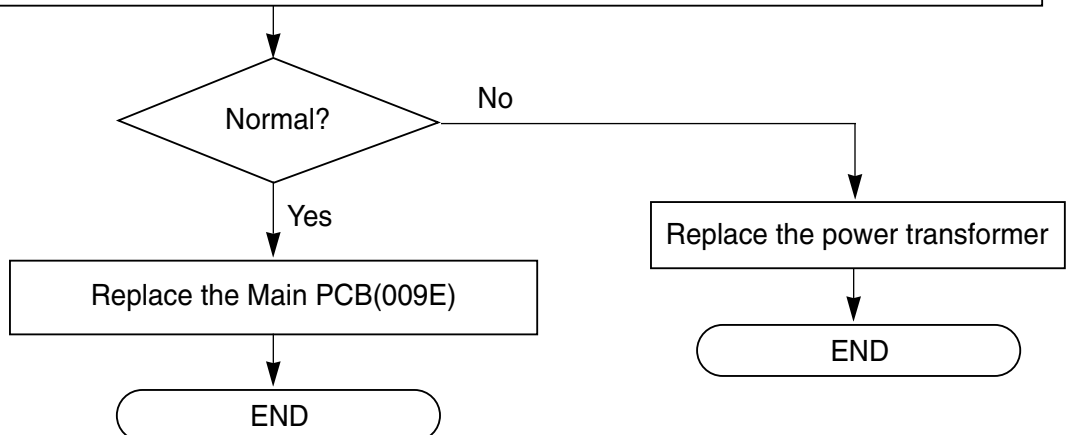 Normal?
No
Yes
Replace the power transformer
Replace the Main PCB(009E)
END
END